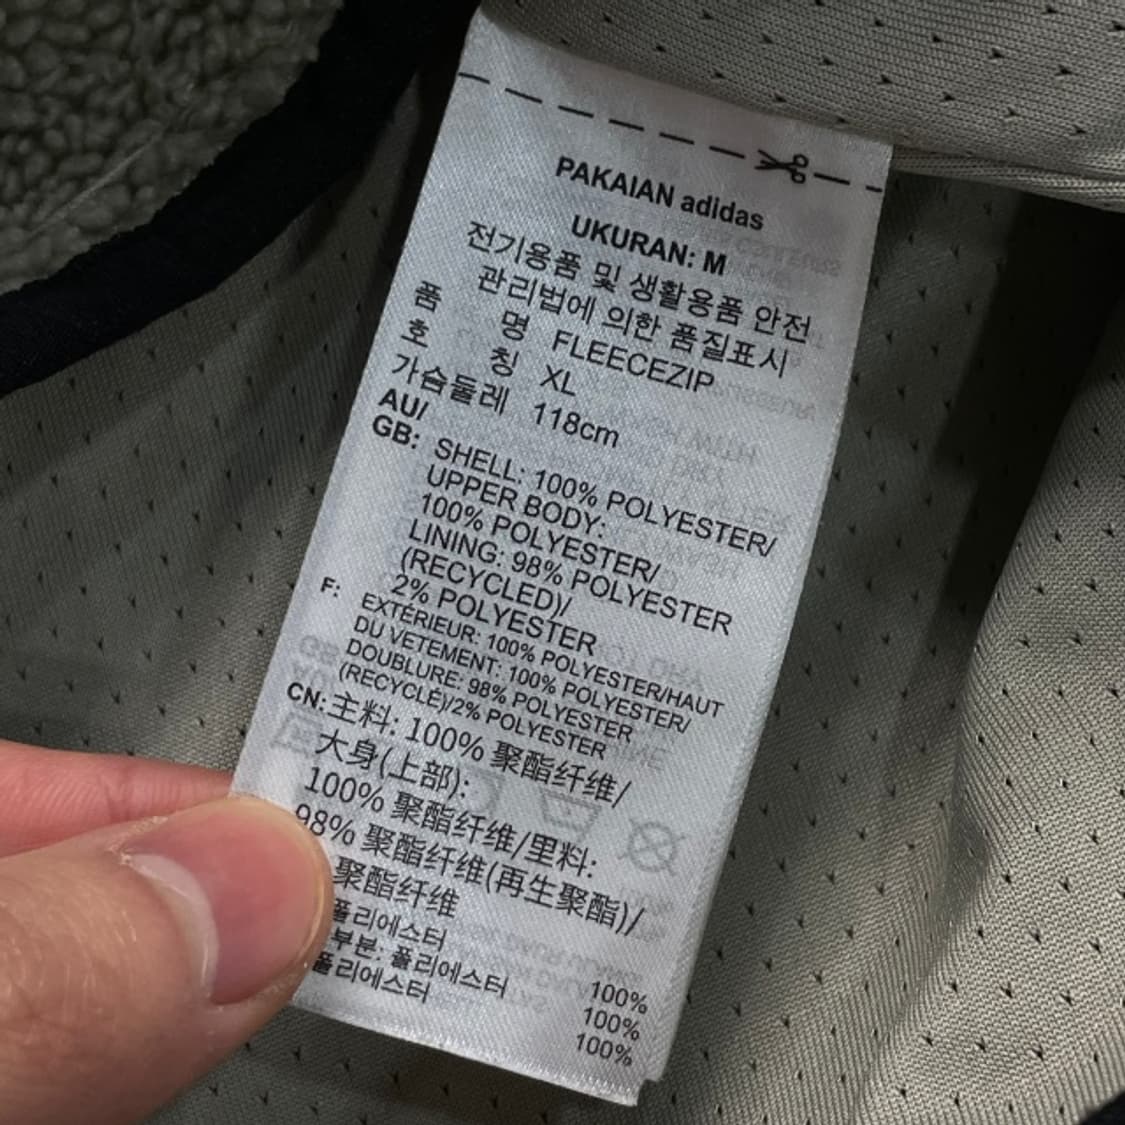 PAKAIAN adidas
UKURAN: M
전기용품 및 생활용품 안전
관리법에 의한 품질표시
품 명 FLEECEZIP
호 칭 XL
가슴둘레 118cm
AU/
GB: SHELL: 100% POLYESTER/
UPPER BODY:
100% POLYESTER/
LINING: 98% POLYESTER
(RECYCLED)/
2% POLYESTER
F: EXTÉRIEUR: 100% POLYESTER/HAUT
DU VETEMENT: 100% POLYESTER/
DOUBLURE: 98% POLYESTER
(RECYCLÉ)/2% POLYESTER
CN: 主料: 100% 聚酯纤维/
大身(上部):
100% 聚酯纤维/里料:
98% 聚酯纤维(再生聚酯)/
聚酯纤维
폴리에스터 100%
부분: 폴리에스터 100%
폴리에스터 100%